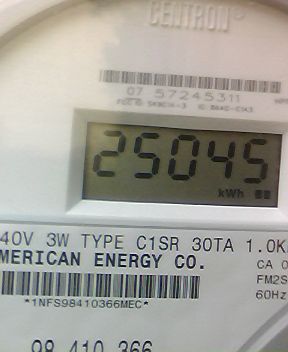 CENTRON®
07 57245311
25045
kWh
40V 3W TYPE C1SR 30TA 1.0K
MERICAN ENERGY CO.
CA 0
FM2S
*1NFS98410366MEC*
60Hz
98 410 366